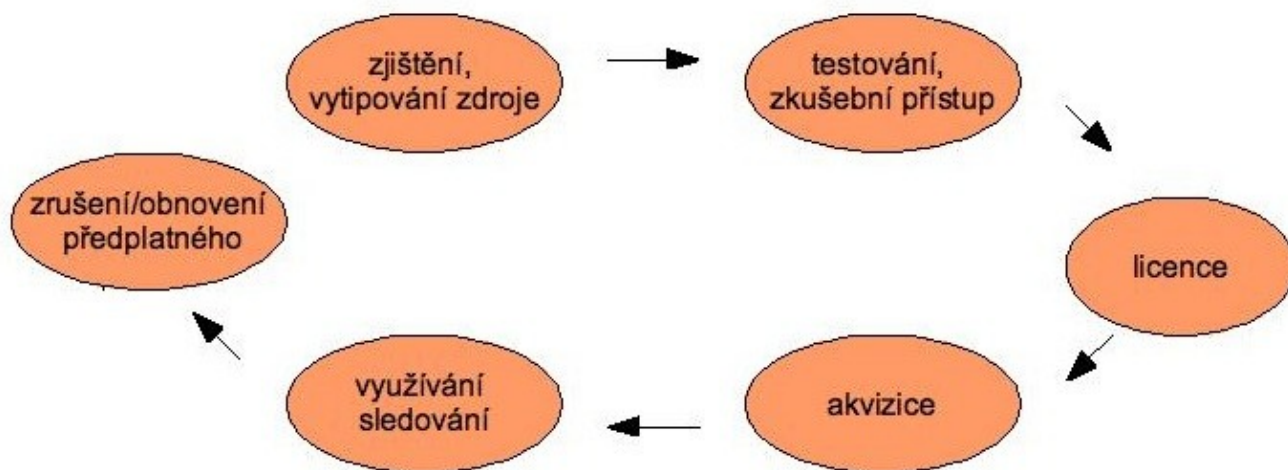 zjištění,
vytipování zdroje
testování,
zkušební přístup
licence
akvizice
využívání
sledování
zrušení/obnovení
předplatného